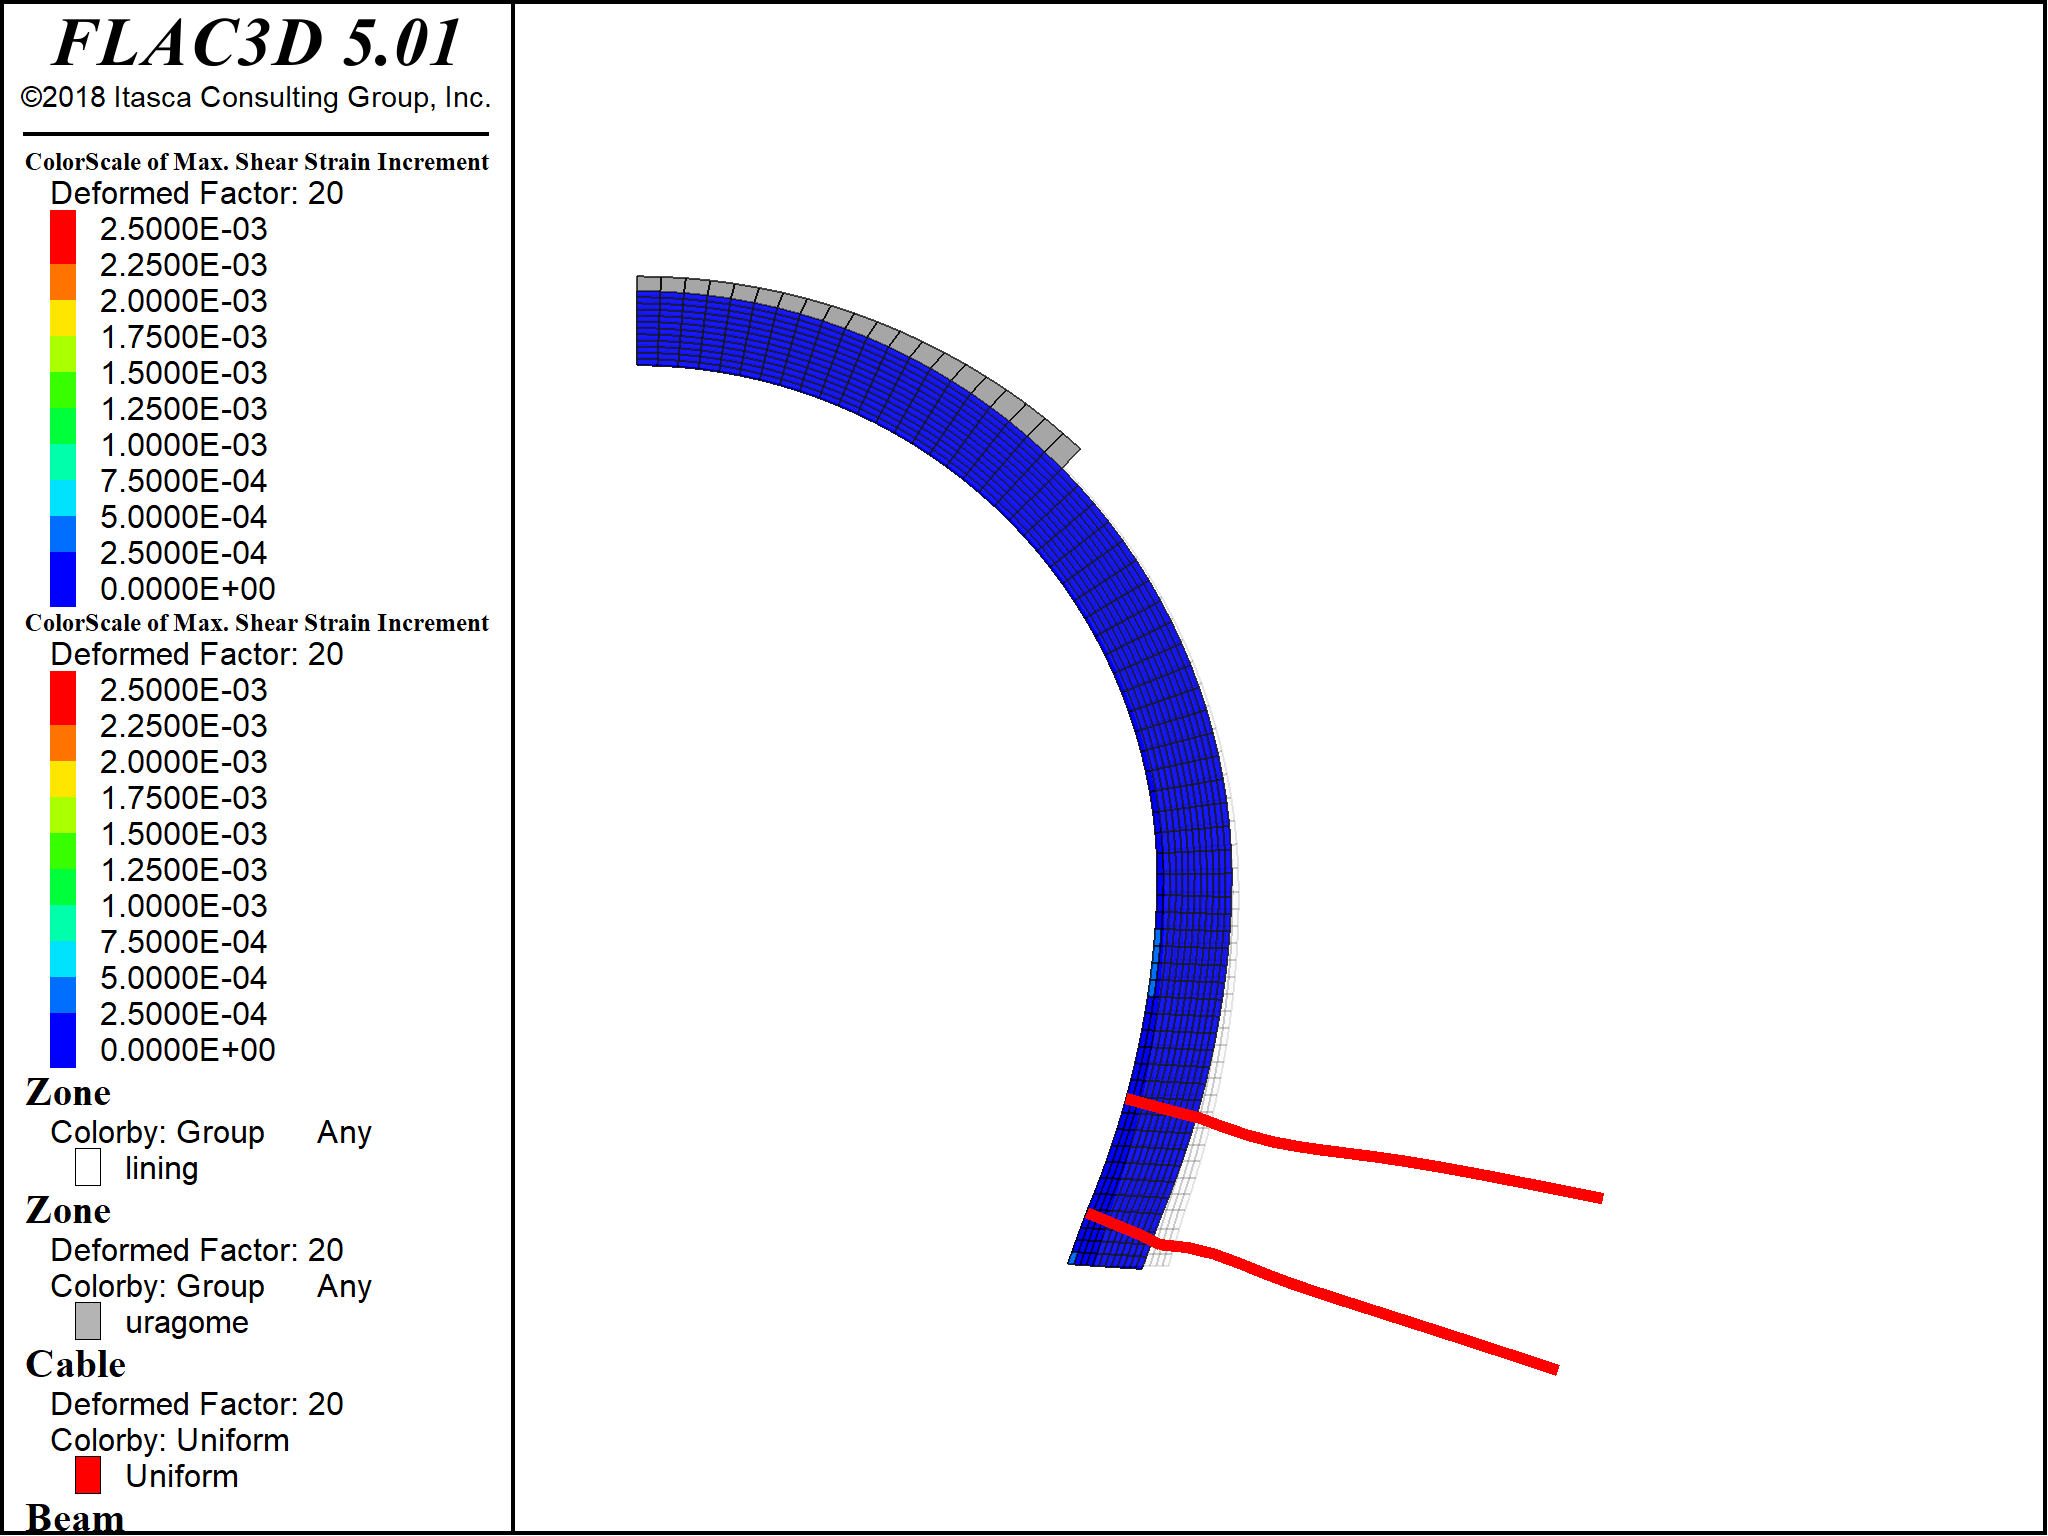 FLAC3D 5.01
©2018 Itasca Consulting Group, Inc.
ColorScale of Max. Shear Strain Increment
Deformed Factor: 20
2.5000E-03
2.2500E-03
2.0000E-03
1.7500E-03
1.5000E-03
1.2500E-03
1.0000E-03
7.5000E-04
5.0000E-04
2.5000E-04
0.0000E+00
ColorScale of Max. Shear Strain Increment
Deformed Factor: 20
2.5000E-03
2.2500E-03
2.0000E-03
1.7500E-03
1.5000E-03
1.2500E-03
1.0000E-03
7.5000E-04
5.0000E-04
2.5000E-04
0.0000E+00
Zone
Colorby: Group Any
lining
Zone
Deformed Factor: 20
Colorby: Group Any
uragome
Cable
Deformed Factor: 20
Colorby: Uniform
Uniform
Beam